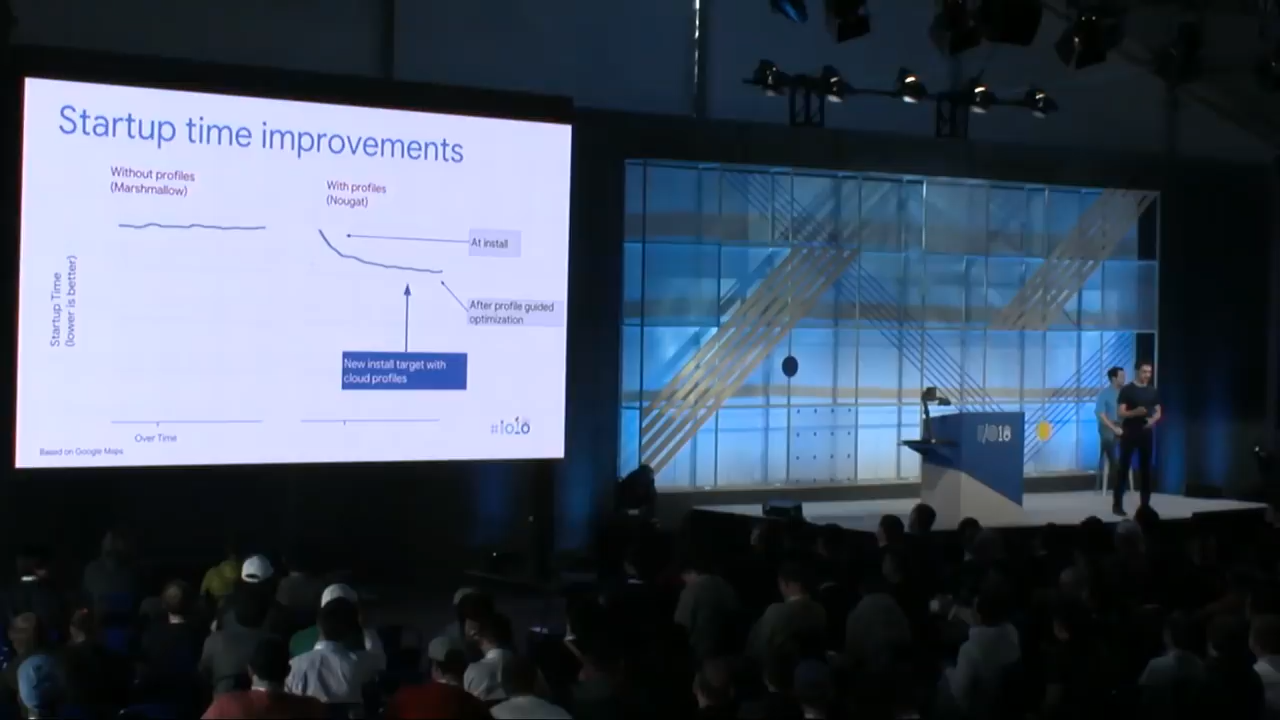 Startup time improvements
Without profiles
(Marshmallow)
With profiles
(Nougat)
At install
Startup Time
(lower is better)
After profile guided
optimization
New install target with
cloud profiles
Over Time
#io18
Based on Google Maps
I/O18